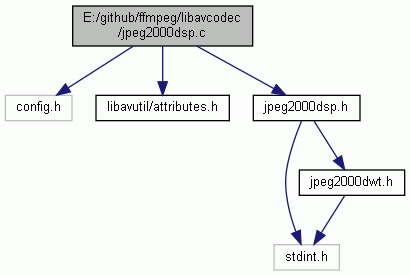 E:/github/ffmpeg/libavcodec
/jpeg2000dsp.c
config.h
libavutil/attributes.h
jpeg2000dsp.h
jpeg2000dwt.h
stdint.h